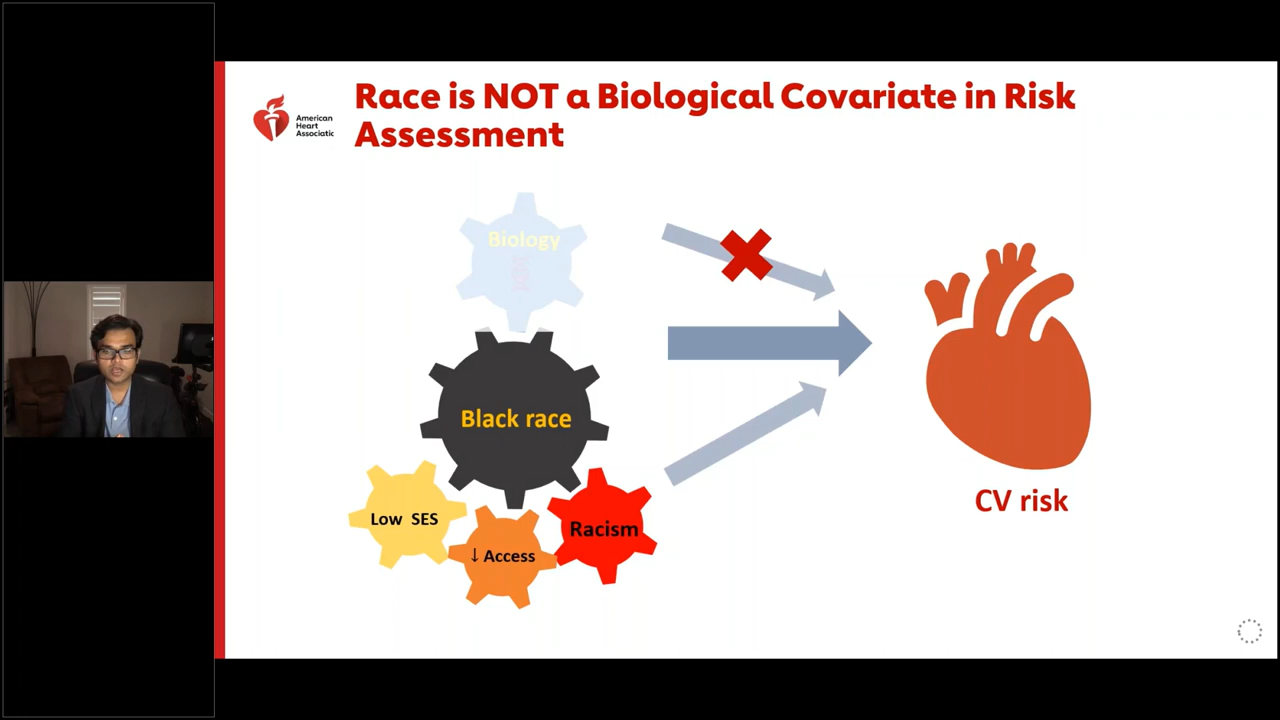 Race is NOT a Biological Covariate in Risk
Assessment
American
Heart
Associatic
Biology
Black race
Low SES
↓ Access
Racism
CV risk